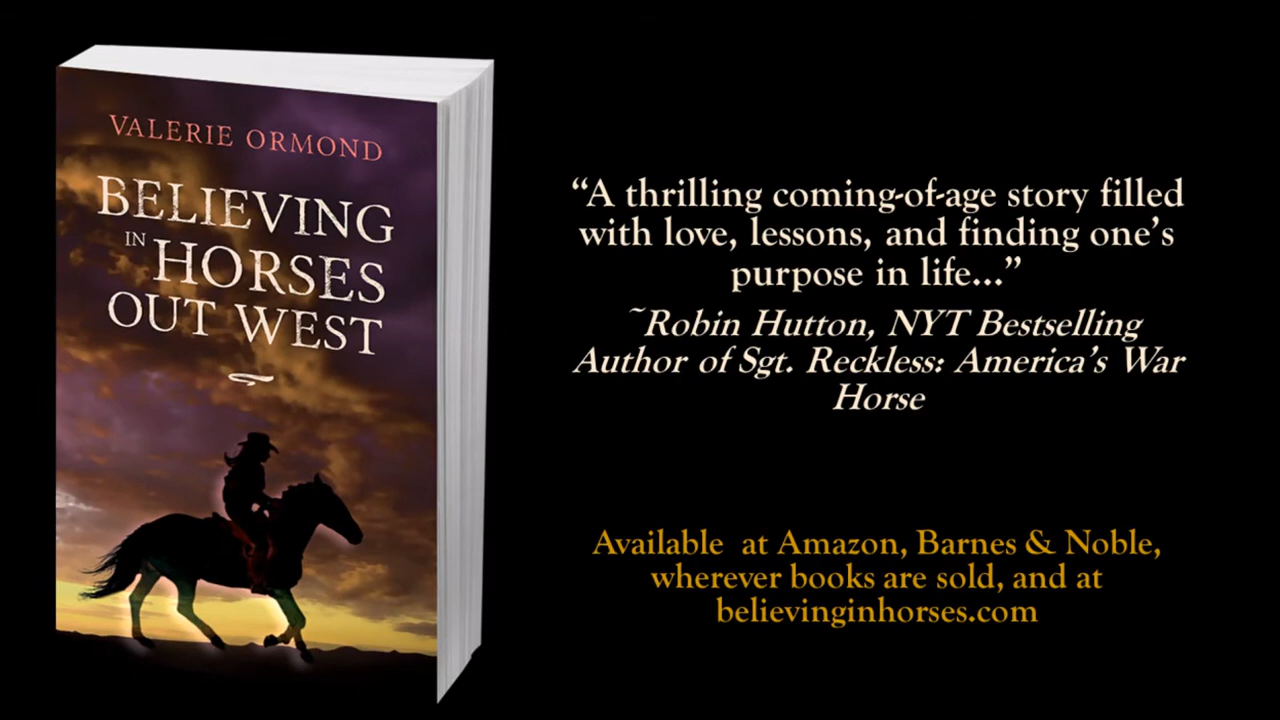 VALERIE ORMOND
BELIEVING
IN HORSES
OUT WEST
“A thrilling coming-of-age story filled
with love, lessons, and finding one’s
purpose in life...”
~Robin Hutton, NYT Bestselling
Author of Sgt. Reckless: America’s War
Horse
Available at Amazon, Barnes & Noble,
wherever books are sold, and at
believinginhorses.com